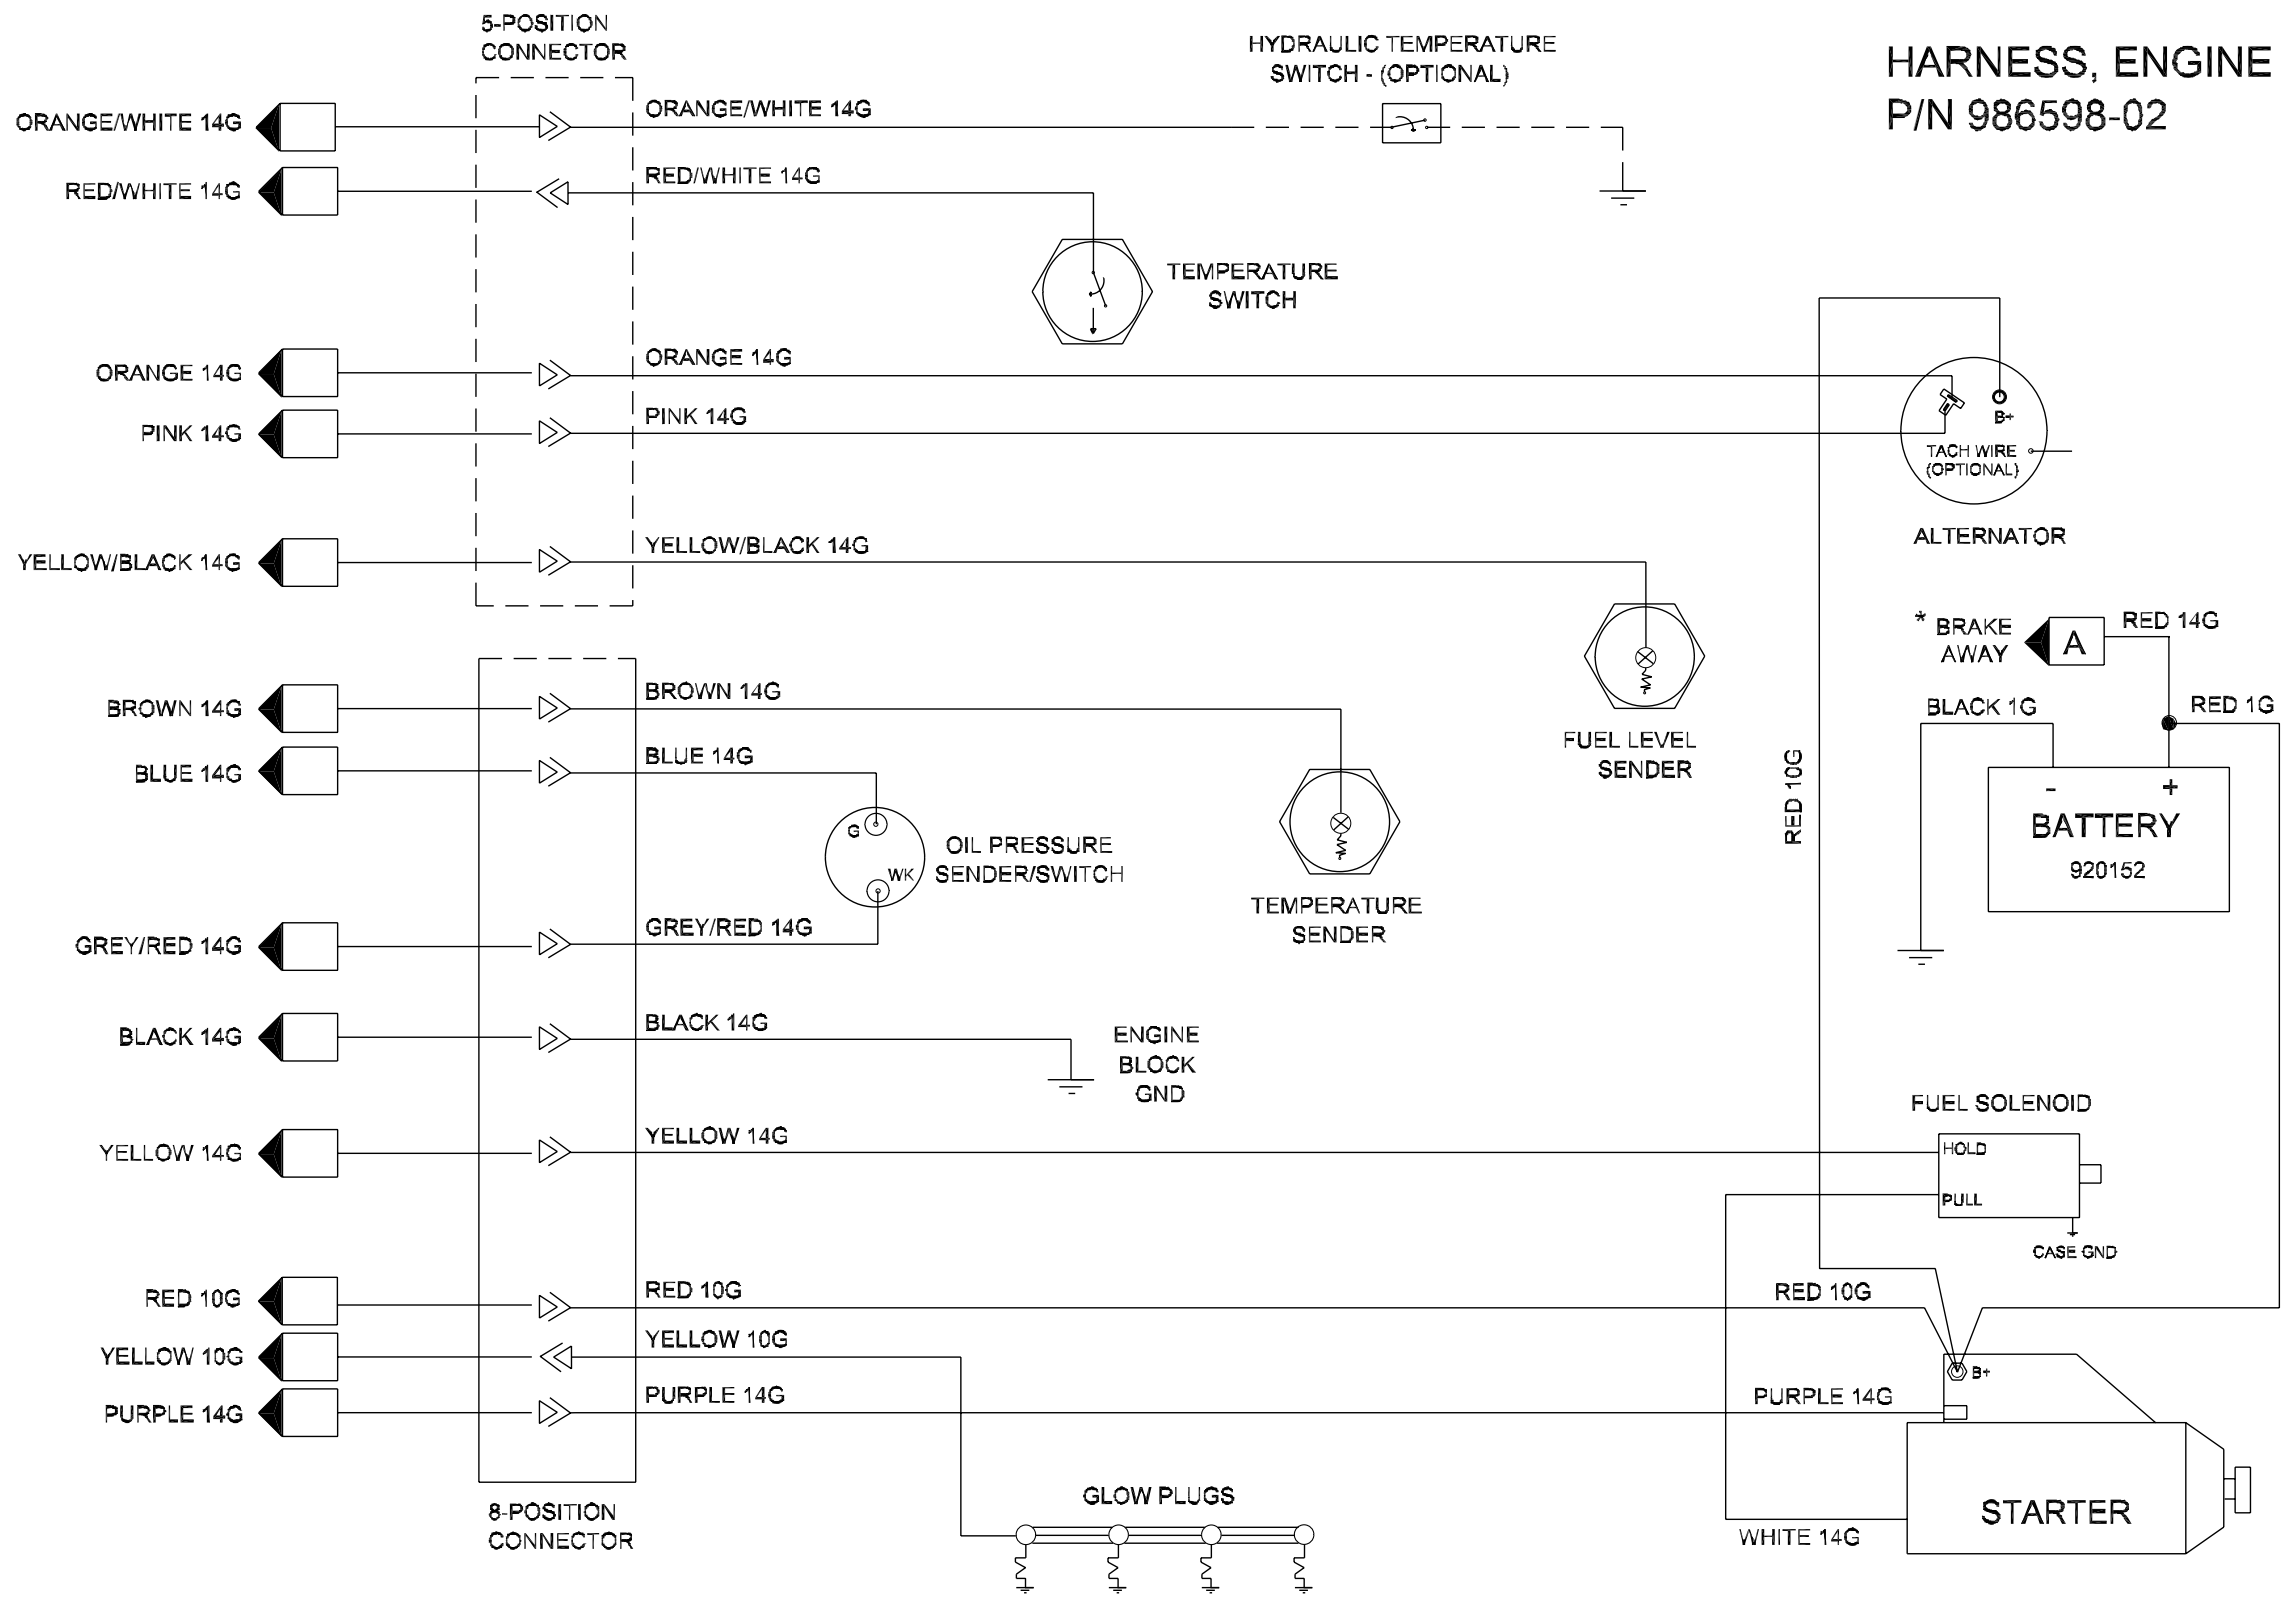 5-POSITION
CONNECTOR
HYDRAULIC TEMPERATURE
SWITCH - (OPTIONAL)
HARNESS, ENGINE
P/N 986598-02
ORANGE/WHITE 14G
ORANGE/WHITE 14G
RED/WHITE 14G
RED/WHITE 14G
TEMPERATURE
SWITCH
ORANGE 14G
ORANGE 14G
PINK 14G
PINK 14G
B+
TACH WIRE
(OPTIONAL)
ALTERNATOR
YELLOW/BLACK 14G
YELLOW/BLACK 14G
* BRAKE
AWAY
A
RED 14G
BLACK 1G
RED 1G
BROWN 14G
BROWN 14G
FUEL LEVEL
SENDER
BLUE 14G
BLUE 14G
RED 10G
- +
BATTERY
920152
G
WK
OIL PRESSURE
SENDER/SWITCH
TEMPERATURE
SENDER
GREY/RED 14G
GREY/RED 14G
BLACK 14G
BLACK 14G
ENGINE
BLOCK
GND
FUEL SOLENOID
YELLOW 14G
YELLOW 14G
HOLD
PULL
CASE GND
RED 10G
RED 10G
RED 10G
YELLOW 10G
YELLOW 10G
B+
PURPLE 14G
PURPLE 14G
PURPLE 14G
8-POSITION
CONNECTOR
GLOW PLUGS
STARTER
WHITE 14G